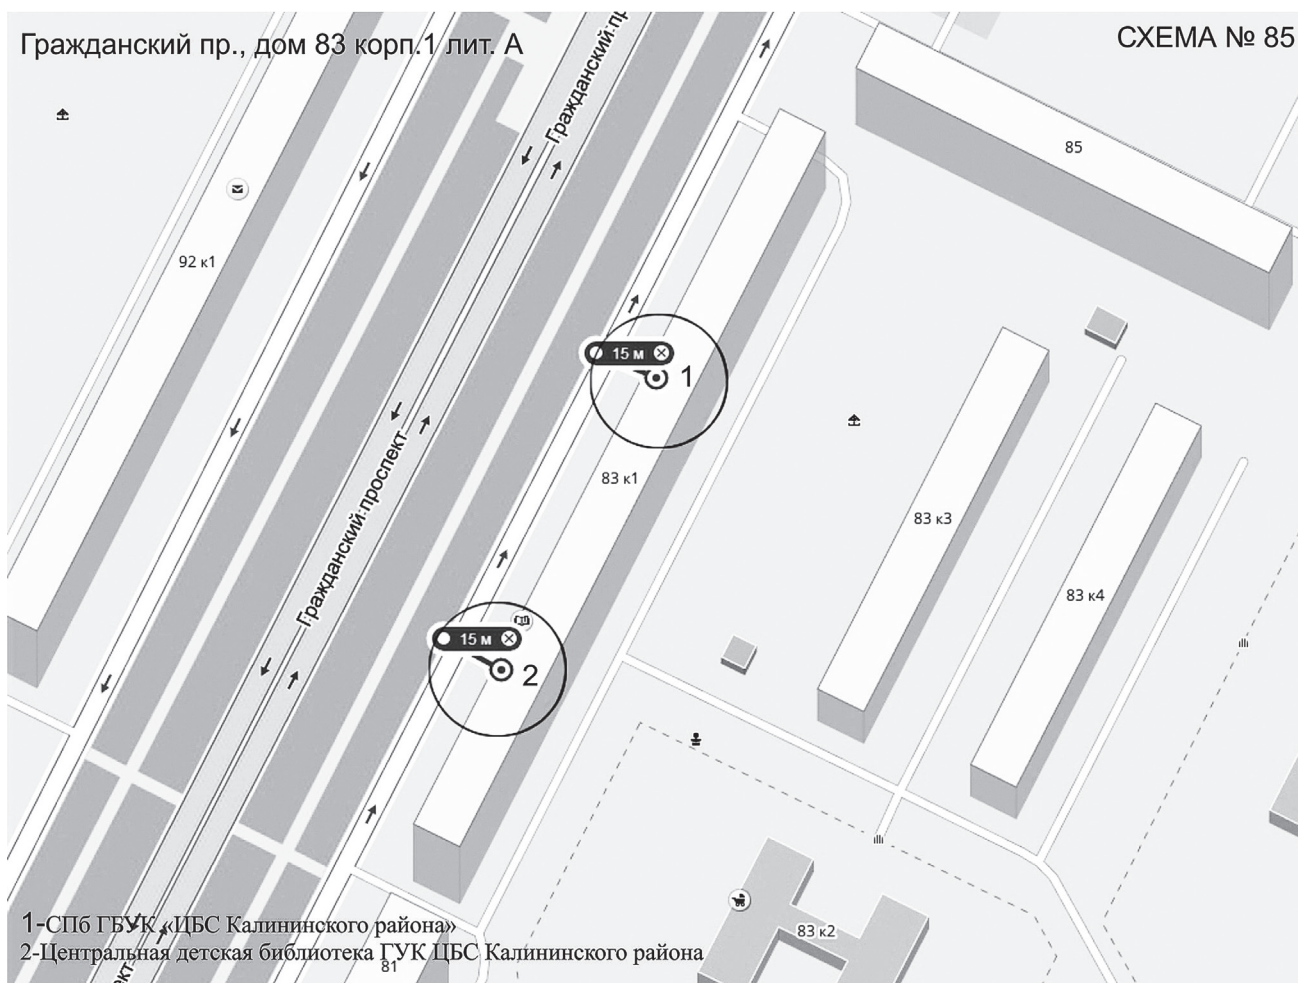 Гражданский пр., дом 83 корп.1 лит. А
СХЕМА № 85
Гражданский пр
85
92 к1
15 м
1
Гражданский проспект
83 к1
83 к3
83 к4
15 м
2
83 к2
1-СПб ГБУК «ЦБС Калининского района»
2-Центральная детская библиотека ГУК ЦБС Калининского района
81
ект